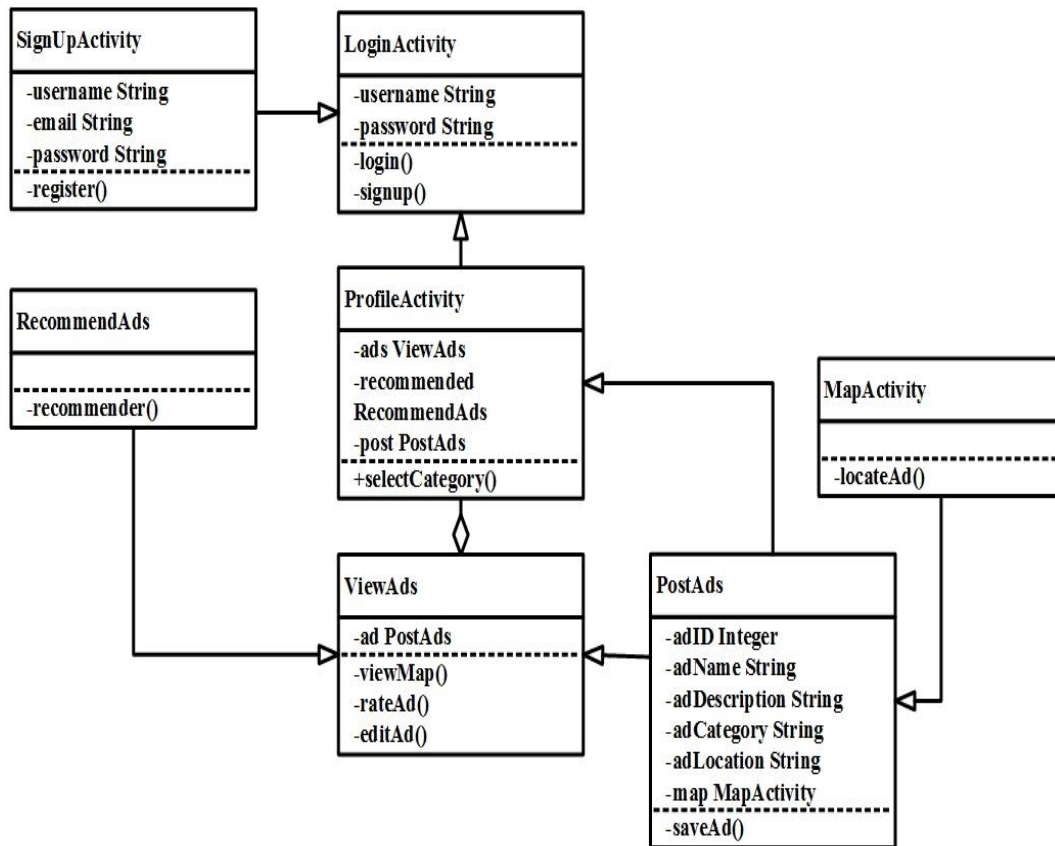 SignUpActivity
-username String
-email String
-password String
-register()
LoginActivity
-username String
-password String
-login()
-signup()
RecommendAds
-recommender()
ProfileActivity
-ads ViewAds
-recommended
RecommendAds
-post PostAds
+selectCategory()
MapActivity
-locateAd()
ViewAds
-ad PostAds
-viewMap()
-rateAd()
-editAd()
PostAds
-adID Integer
-adName String
-adDescription String
-adCategory String
-adLocation String
-map MapActivity
-saveAd()